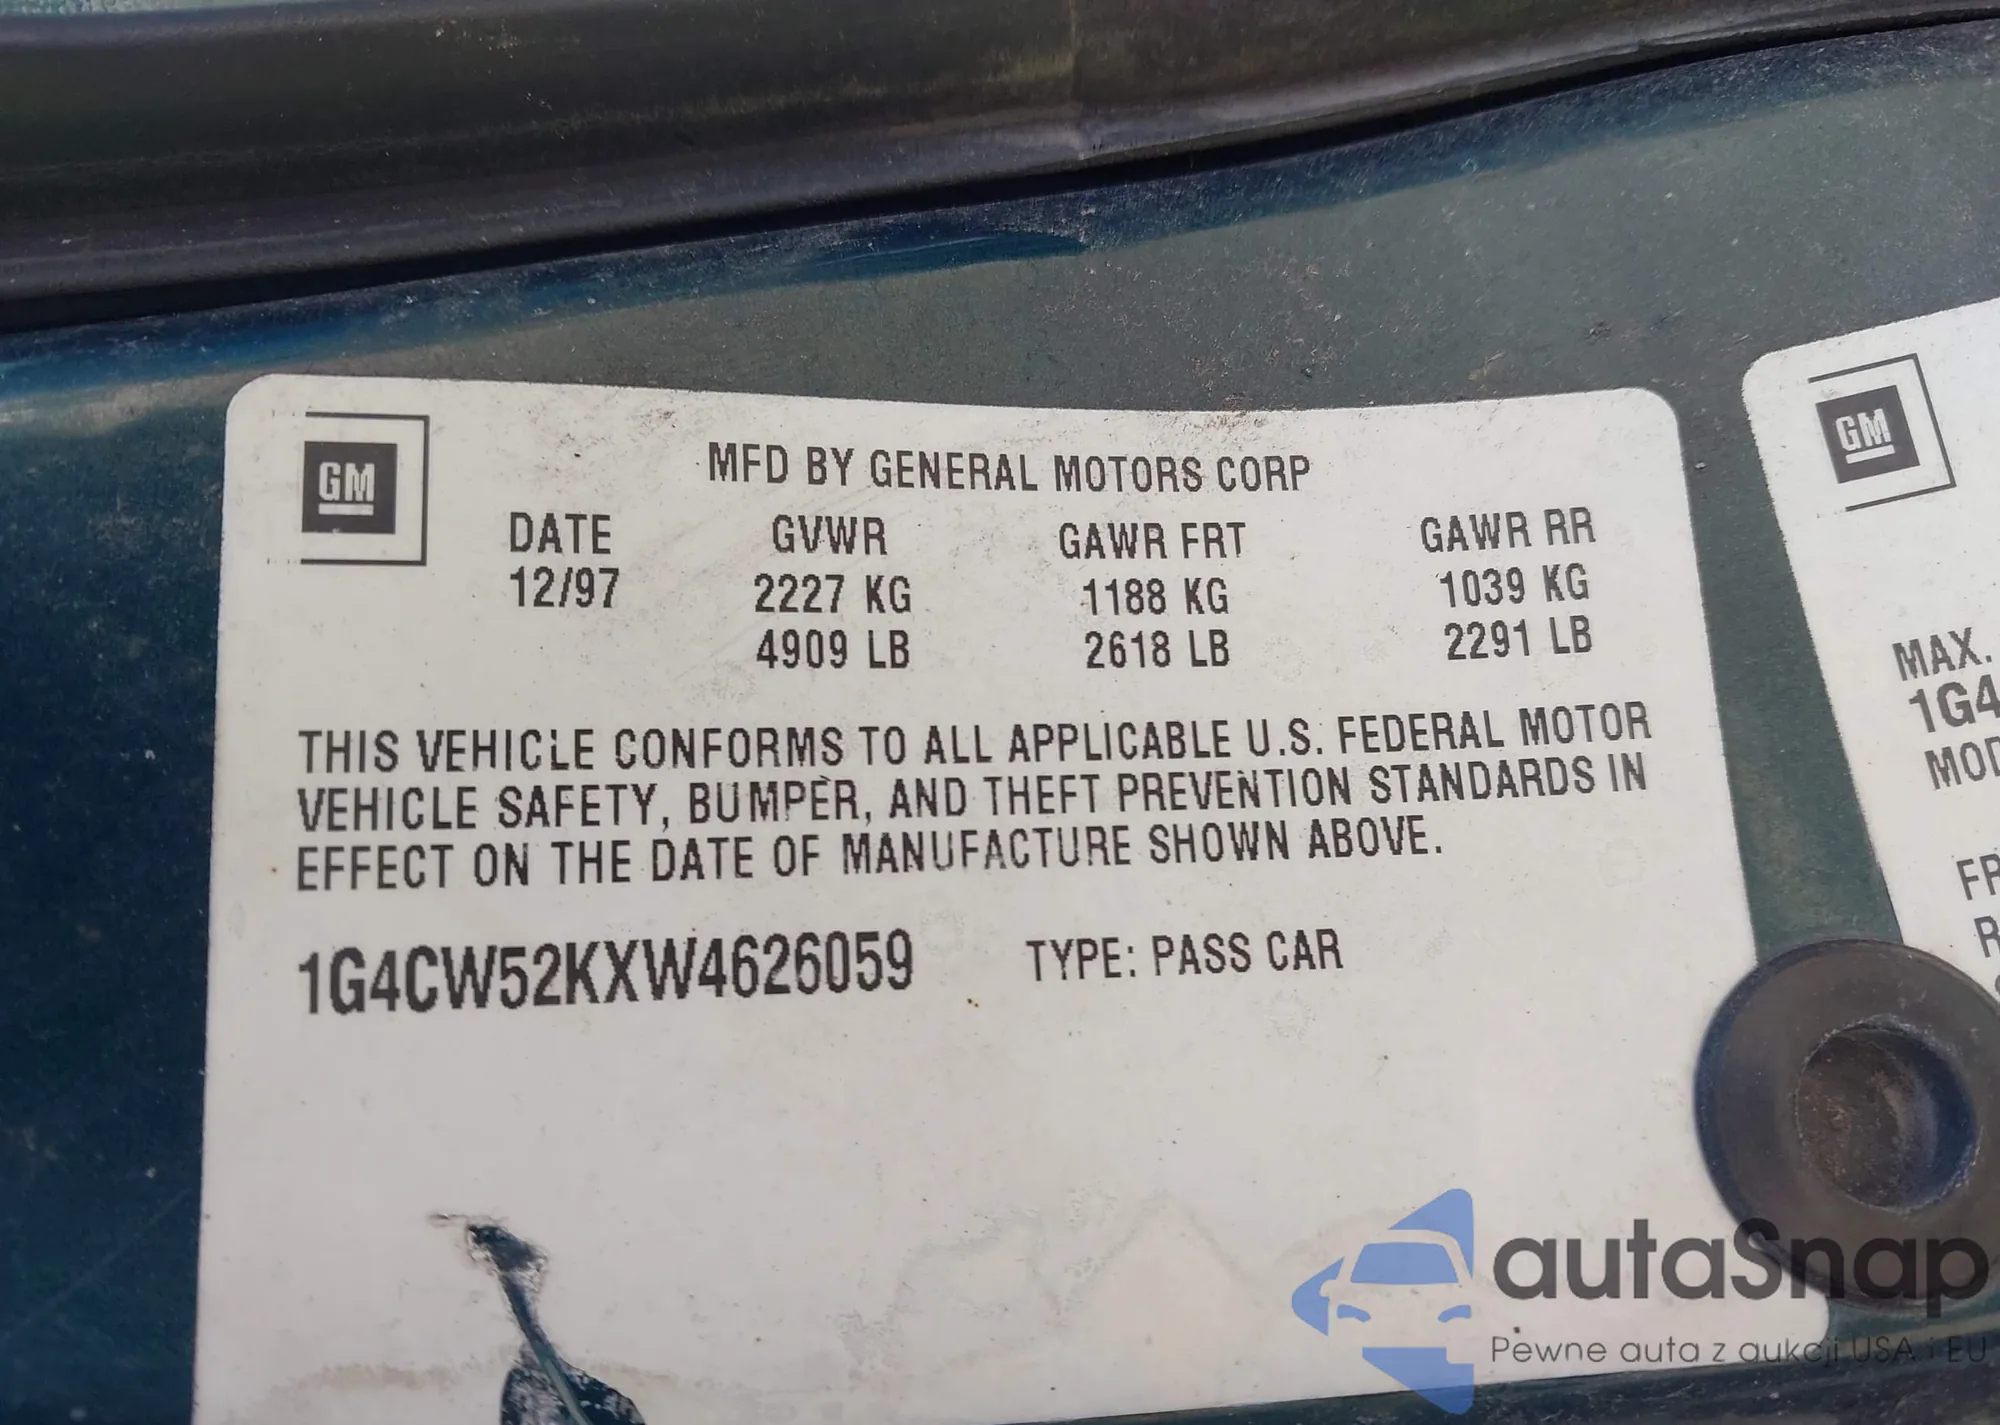 GM
MFD BY GENERAL MOTORS CORP
DATE GVWR GAWR FRT GAWR RR
12/97 2227 KG 1188 KG 1039 KG
4909 LB 2618 LB 2291 LB
THIS VEHICLE CONFORMS TO ALL APPLICABLE U.S. FEDERAL MOTOR
VEHICLE SAFETY, BUMPER, AND THEFT PREVENTION STANDARDS IN
EFFECT ON THE DATE OF MANUFACTURE SHOWN ABOVE.
1G4CW52KXW4626059 TYPE: PASS CAR
GM
MAX.
1G4
MOD
FR
R
autaSnap
Pewne auta z aukcji USA i EU